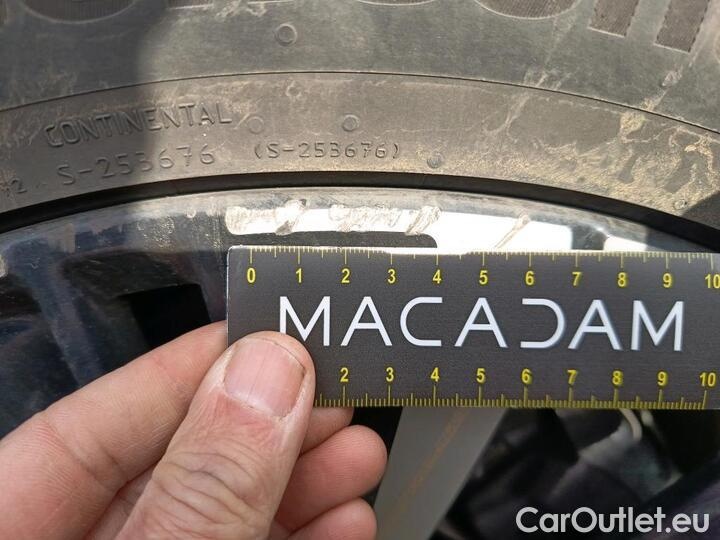 CONTINENTAL
S-253676 (S-253676)
0 1 2 3 4 5 6 7 8 9 10
MACADAM
2 3 4 5 6 7 8 9 10
CarOutlet.eu